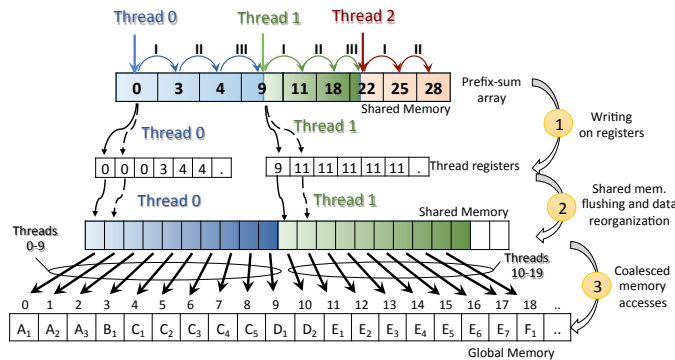 Thread 0 Thread 1 Thread 2
I II III I II III I II
0 3 4 9 11 18 22 25 28
Shared Memory
Prefix-sum
array
1
Writing
on registers
Thread 0 Thread 1
0 0 0 3 4 4 .
9 11 11 11 11 11 .
Thread registers
Thread 0 Thread 1
Shared Memory
2
Shared mem.
flushing and data
reorganization
Threads
0-9
Threads
10-19
3
Coalesced
memory
accesses
0 1 2 3 4 5 6 7 8 9 10 11 12 13 14 15 16 17 18 ..
A1 A2 A3 B1 C1 C2 C3 C4 C5 D1 D2 E1 E2 E3 E4 E5 E6 E7 F1 ..
Global Memory